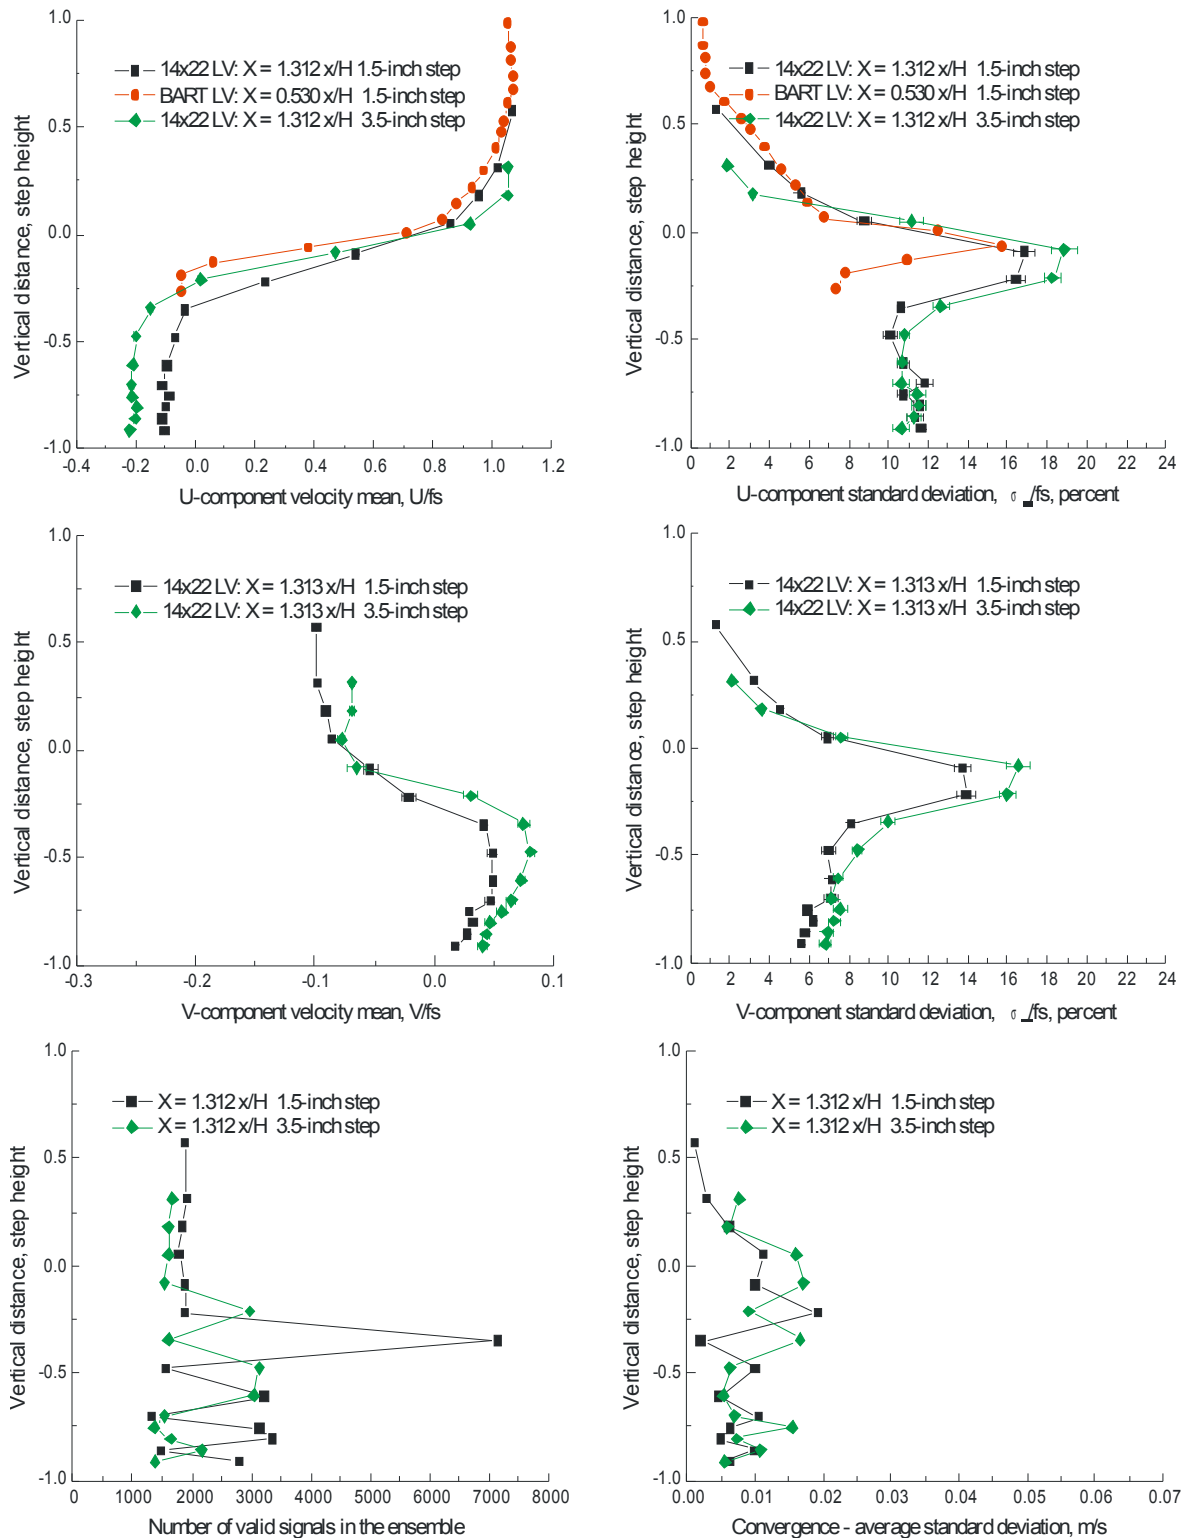 1.0
0.5
0.0
-0.5
-1.0
Vertical distance, step height
14x22 LV: X = 1.312 x/H 1.5-inch step
BART LV: X = 0.530 x/H 1.5-inch step
14x22 LV: X = 1.312 x/H 3.5-inch step
-0.4 -0.2 0.0 0.2 0.4 0.6 0.8 1.0 1.2
U-component velocity mean, U/fs
1.0
0.5
0.0
-0.5
-1.0
Vertical distance, step height
14x22 LV: X = 1.312 x/H 1.5-inch step
BART LV: X = 0.530 x/H 1.5-inch step
14x22 LV: X = 1.312 x/H 3.5-inch step
0 2 4 6 8 10 12 14 16 18 20 22 24
U-component standard deviation, σ_/fs, percent
1.0
0.5
0.0
-0.5
-1.0
Vertical distance, step height
14x22 LV: X = 1.313 x/H 1.5-inch step
14x22 LV: X = 1.313 x/H 3.5-inch step
-0.3 -0.2 -0.1 0.0 0.1
V-component velocity mean, V/fs
1.0
0.5
0.0
-0.5
-1.0
Vertical distance, step height
14x22 LV: X = 1.313 x/H 1.5-inch step
14x22 LV: X = 1.313 x/H 3.5-inch step
0 2 4 6 8 10 12 14 16 18 20 22 24
V-component standard deviation, σ_/fs, percent
1.0
0.5
0.0
-0.5
-1.0
Vertical distance, step height
X = 1.312 x/H 1.5-inch step
X = 1.312 x/H 3.5-inch step
0 1000 2000 3000 4000 5000 6000 7000 8000
Number of valid signals in the ensemble
1.0
0.5
0.0
-0.5
-1.0
Vertical distance, step height
X = 1.312 x/H 1.5-inch step
X = 1.312 x/H 3.5-inch step
0.00 0.01 0.02 0.03 0.04 0.05 0.06 0.07
Convergence - average standard deviation, m/s